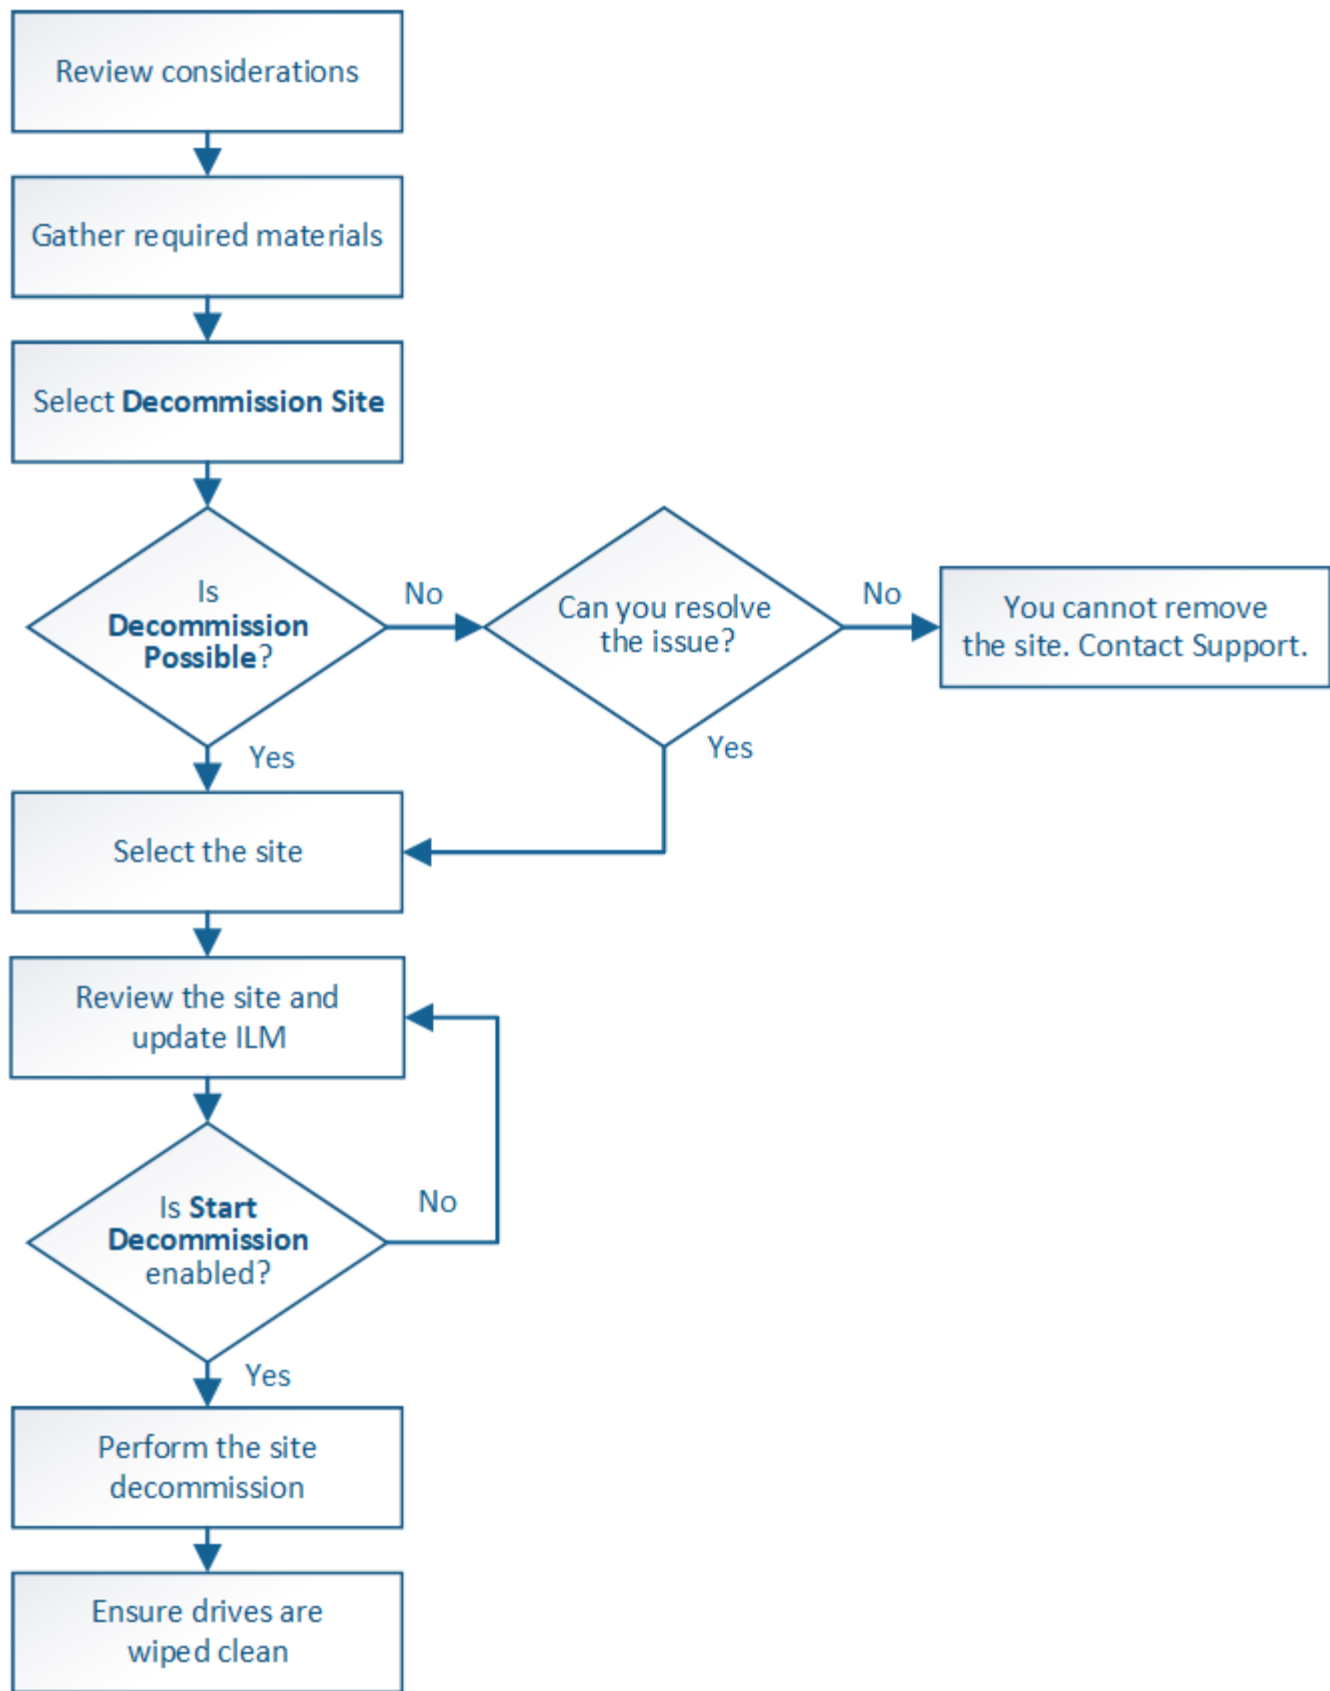 Review considerations
Gather required materials
Select Decommission Site
Is
Decommission
Possible?
No
Can you resolve
the issue?
No
You cannot remove
the site. Contact Support.
Yes
Yes
Select the site
Review the site and
update ILM
Is Start
Decommission
enabled?
No
Yes
Perform the site
decommission
Ensure drives are
wiped clean